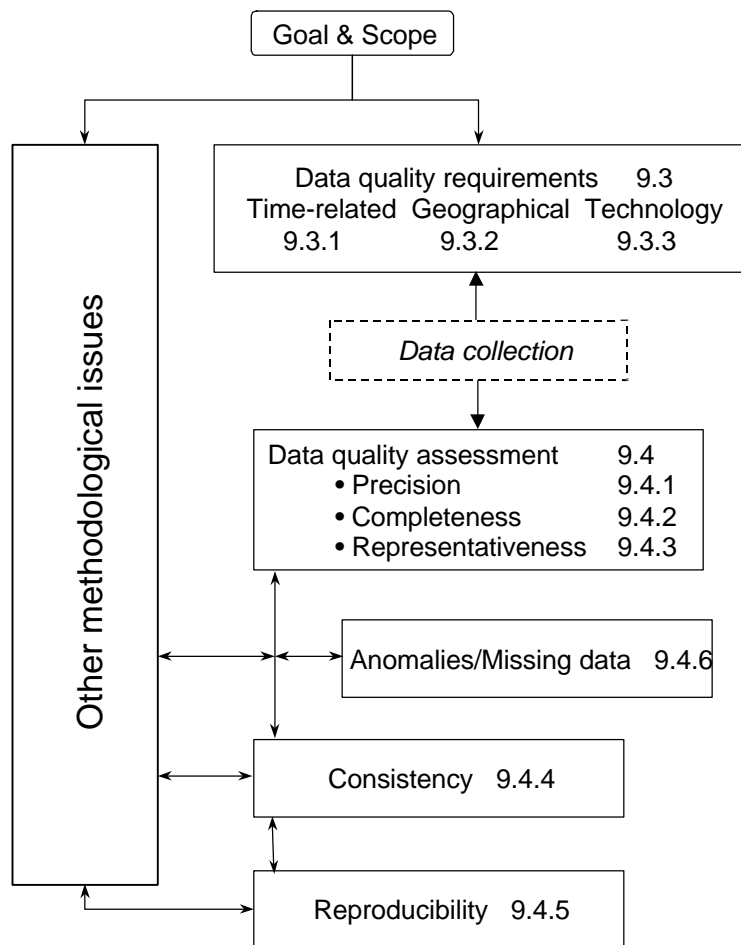 Goal & Scope
Other methodological issues
Data quality requirements 9.3
Time-related Geographical Technology
9.3.1 9.3.2 9.3.3
Data collection
Data quality assessment 9.4
• Precision 9.4.1
• Completeness 9.4.2
• Representativeness 9.4.3
Anomalies/Missing data 9.4.6
Consistency 9.4.4
Reproducibility 9.4.5